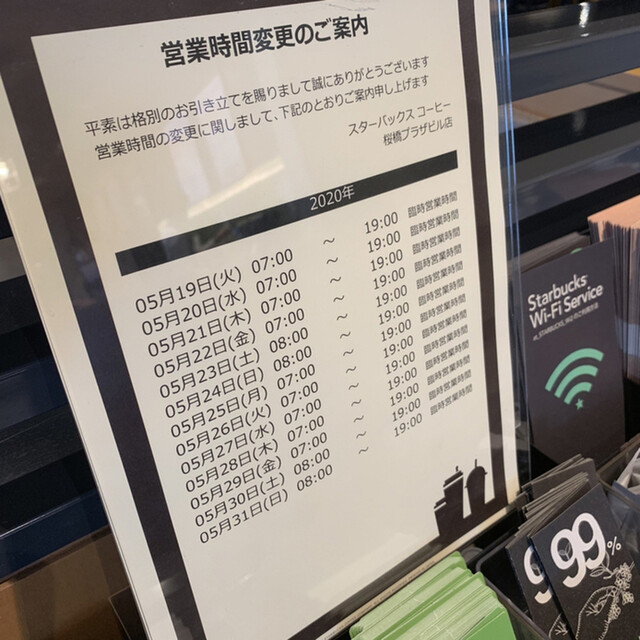 営業時間変更のご案内
平素は格別のお引き立てを賜りまして誠にありがとうございます
営業時間の変更に関しまして、下記のとおりご案内申し上げます
スターバックス コーヒー
桜橋プラザビル店
2020年
05月19日(火) 07:00 ～ 19:00 臨時営業時間
05月20日(水) 07:00 ～ 19:00 臨時営業時間
05月21日(木) 07:00 ～ 19:00 臨時営業時間
05月22日(金) 07:00 ～ 19:00 臨時営業時間
05月23日(土) 08:00 ～ 19:00 臨時営業時間
05月24日(日) 08:00 ～ 19:00 臨時営業時間
05月25日(月) 07:00 ～ 19:00 臨時営業時間
05月26日(火) 07:00 ～ 19:00 臨時営業時間
05月27日(水) 07:00 ～ 19:00 臨時営業時間
05月28日(木) 07:00 ～ 19:00 臨時営業時間
05月29日(金) 07:00 ～ 19:00 臨時営業時間
05月30日(土) 08:00 ～ 19:00 臨時営業時間
05月31日(日) 08:00 ～ 19:00 臨時営業時間
Starbucks
Wi-Fi Service
99%